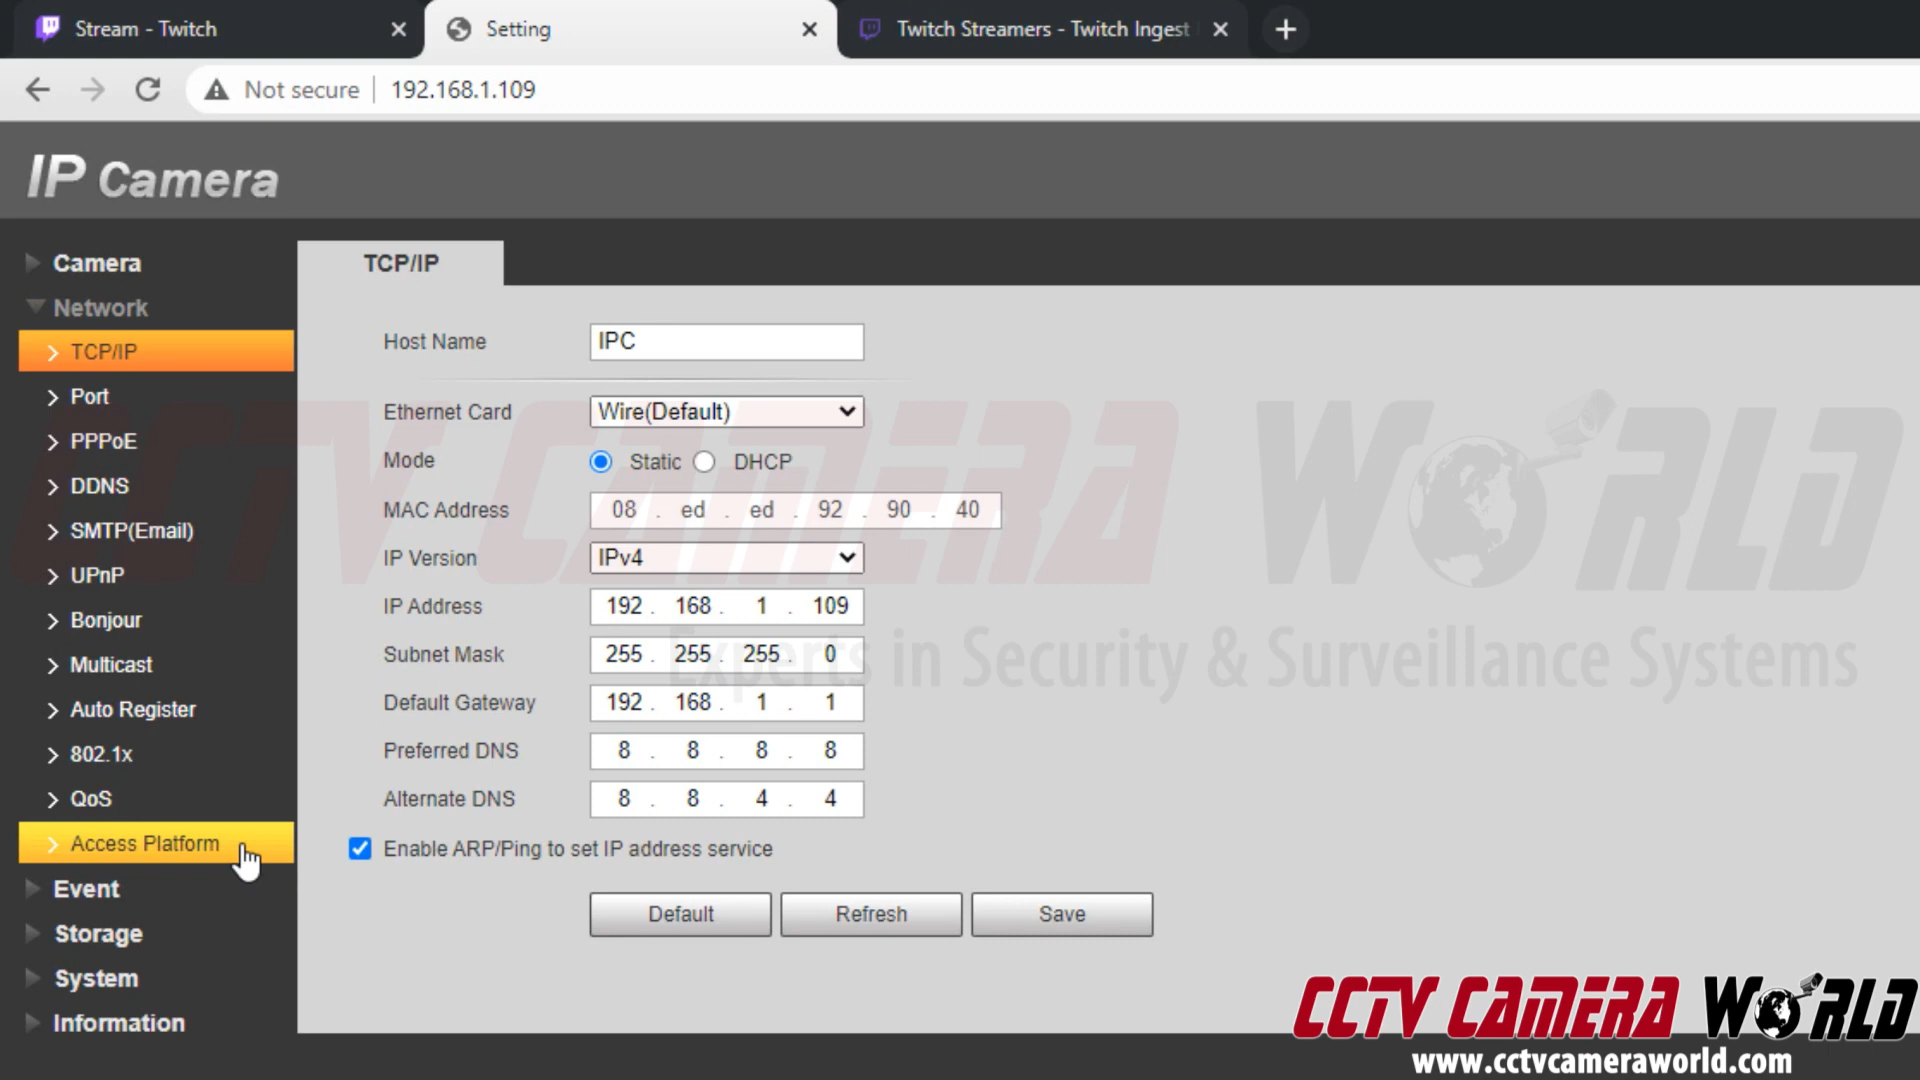 Stream - Twitch
Setting
Twitch Streamers - Twitch Ingest
Not secure
192.168.1.109
IP Camera
Camera
Network
TCP/IP
Port
PPPoE
DDNS
SMTP(Email)
UPnP
Bonjour
Multicast
Auto Register
802.1x
QoS
Access Platform
Event
Storage
System
Information
TCP/IP
Host Name IPC
Ethernet Card Wire(Default)
Mode Static DHCP
MAC Address 08 . ed . ed . 92 . 90 . 40
IP Version IPv4
IP Address 192 . 168 . 1 . 109
Subnet Mask 255 . 255 . 255 . 0
Default Gateway 192 . 168 . 1 . 1
Preferred DNS 8 . 8 . 8 . 8
Alternate DNS 8 . 8 . 4 . 4
Enable ARP/Ping to set IP address service
Default Refresh Save
CCTV CAMERA WORLD
Experts in Security & Surveillance Systems
CCTV CAMERA WORLD
www.cctvcameraworld.com